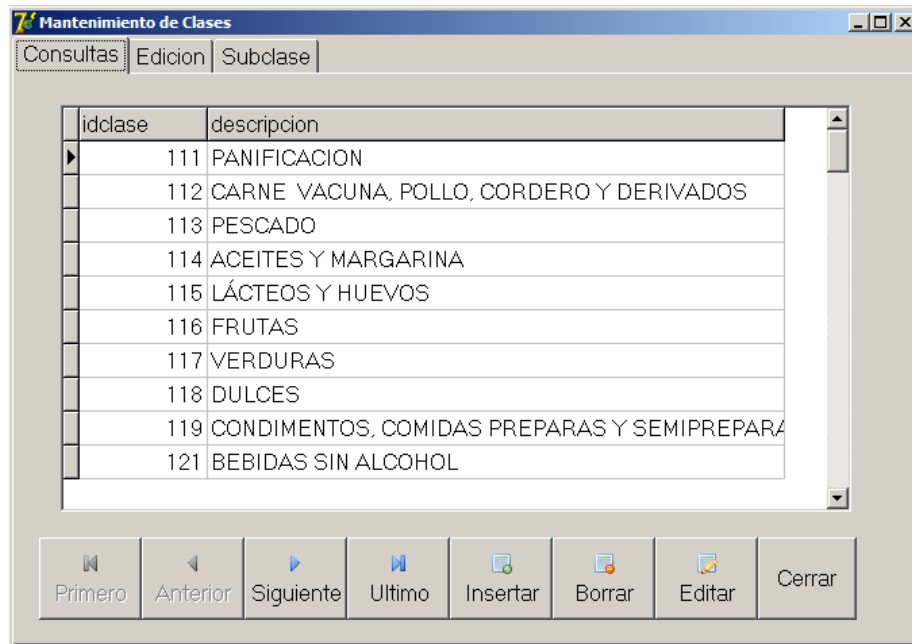 Mantenimiento de Clases
Consultas Edicion Subclase
idclase descripcion
111 PANIFICACION
112 CARNE  VACUNA, POLLO, CORDERO Y DERIVADOS
113 PESCADO
114 ACEITES Y MARGARINA
115 LÁCTEOS Y HUEVOS
116 FRUTAS
117 VERDURAS
118 DULCES
119 CONDIMENTOS, COMIDAS PREPARAS Y SEMIPREPARA
121 BEBIDAS SIN ALCOHOL
Primero Anterior Siguiente Ultimo Insertar Borrar Editar Cerrar